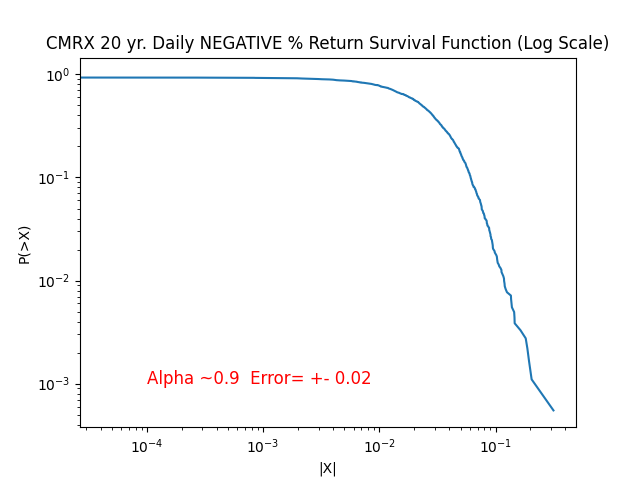 CMRX 20 yr. Daily NEGATIVE % Return Survival Function (Log Scale)
P(>X)
10^0
10^-1
10^-2
10^-3
Alpha ~0.9  Error= +- 0.02
10^-4 10^-3 10^-2 10^-1
|X|